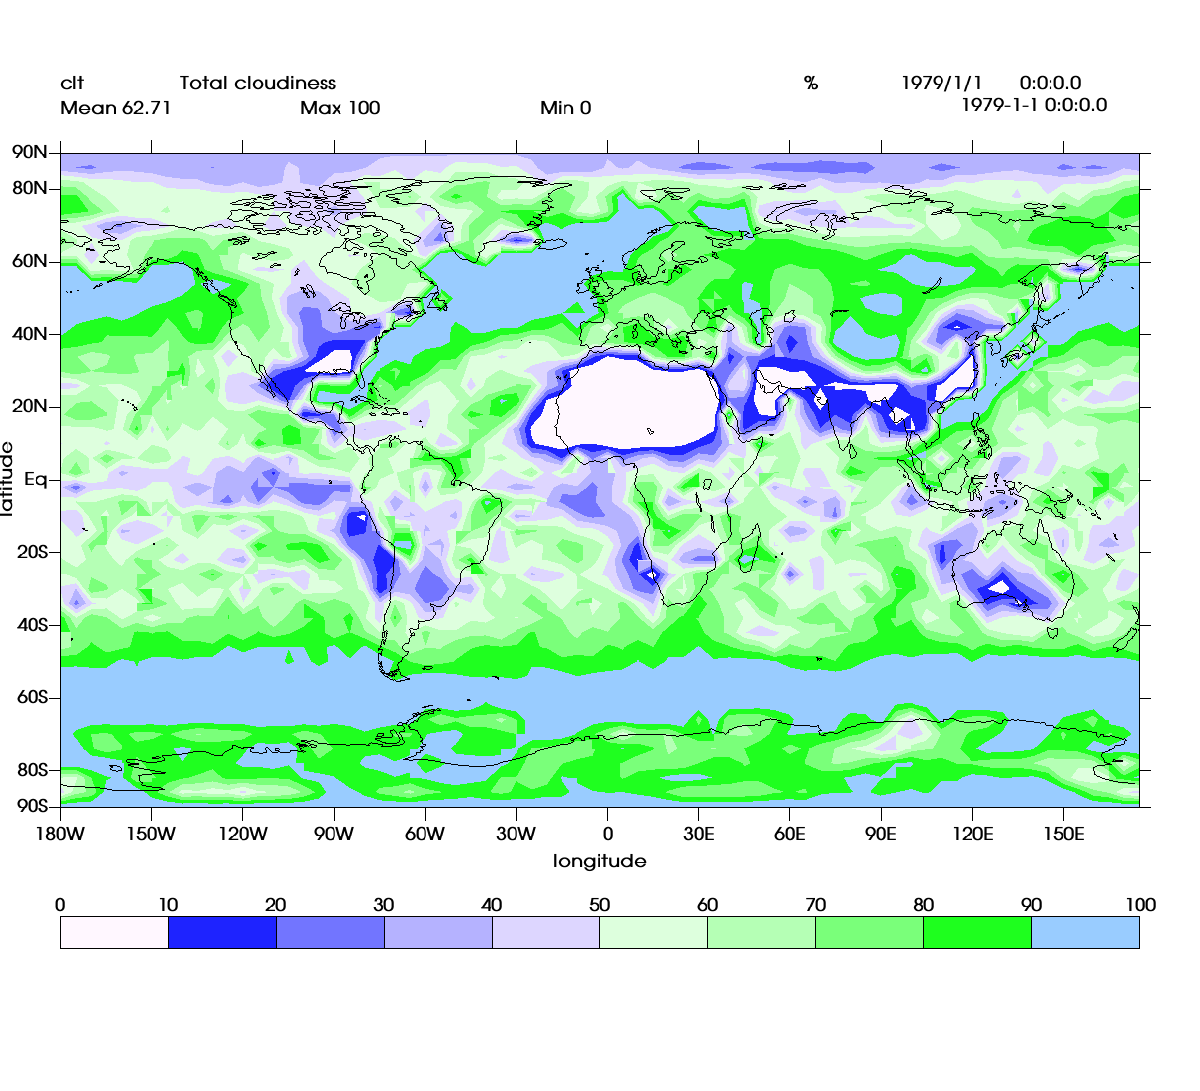 clt Total cloudiness % 1979/1/1 0:0:0.0
Mean 62.71 Max 100 Min 0 1979-1-1 0:0:0.0
90N
80N
60N
40N
20N
Eq
20S
40S
60S
80S
90S
latitude
180W 150W 120W 90W 60W 30W 0 30E 60E 90E 120E 150E
longitude
0 10 20 30 40 50 60 70 80 90 100